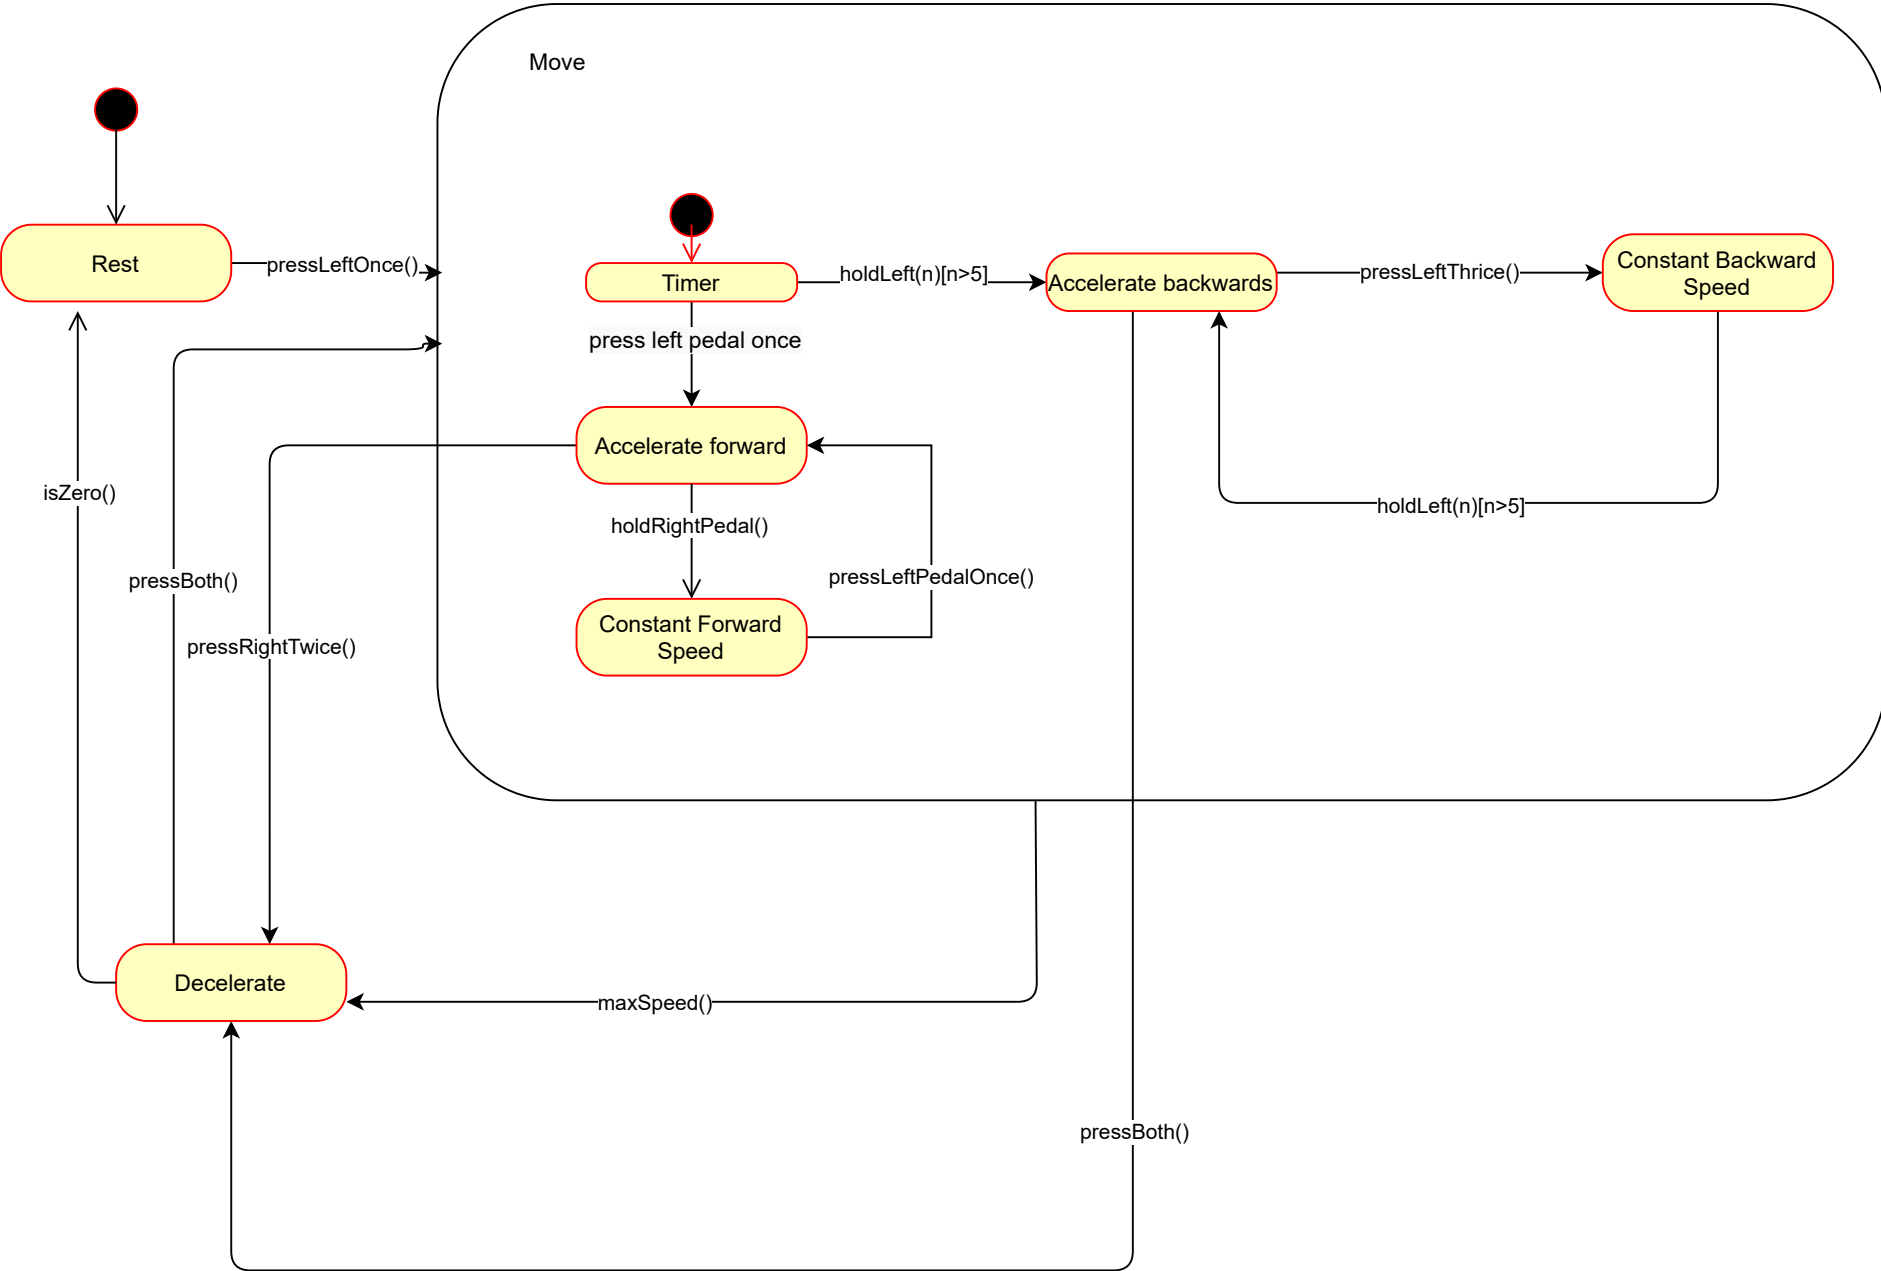 Move
Rest
pressLeftOnce()
Timer
holdLeft(n)[n>5]
Accelerate backwards
pressLeftThrice()
Constant Backward
Speed
press left pedal once
Accelerate forward
isZero()
holdRightPedal()
holdLeft(n)[n>5]
pressBoth()
pressLeftPedalOnce()
pressRightTwice()
Constant Forward
Speed
Decelerate
maxSpeed()
pressBoth()